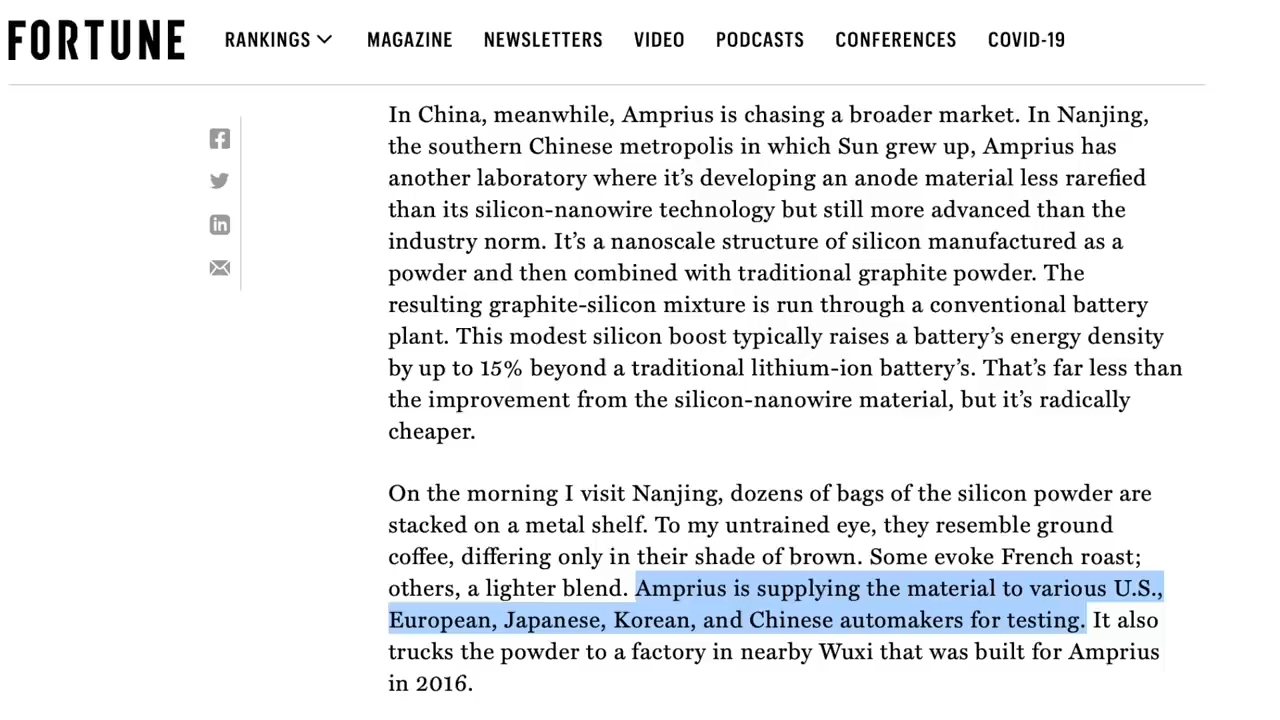 FORTUNE
RANKINGS MAGAZINE NEWSLETTERS VIDEO PODCASTS CONFERENCES COVID-19
In China, meanwhile, Amprius is chasing a broader market. In Nanjing,
the southern Chinese metropolis in which Sun grew up, Amprius has
another laboratory where it’s developing an anode material less rarefied
than its silicon-nanowire technology but still more advanced than the
industry norm. It’s a nanoscale structure of silicon manufactured as a
powder and then combined with traditional graphite powder. The
resulting graphite-silicon mixture is run through a conventional battery
plant. This modest silicon boost typically raises a battery’s energy density
by up to 15% beyond a traditional lithium-ion battery’s. That’s far less than
the improvement from the silicon-nanowire material, but it’s radically
cheaper.
On the morning I visit Nanjing, dozens of bags of the silicon powder are
stacked on a metal shelf. To my untrained eye, they resemble ground
coffee, differing only in their shade of brown. Some evoke French roast;
others, a lighter blend. Amprius is supplying the material to various U.S.,
European, Japanese, Korean, and Chinese automakers for testing. It also
trucks the powder to a factory in nearby Wuxi that was built for Amprius
in 2016.